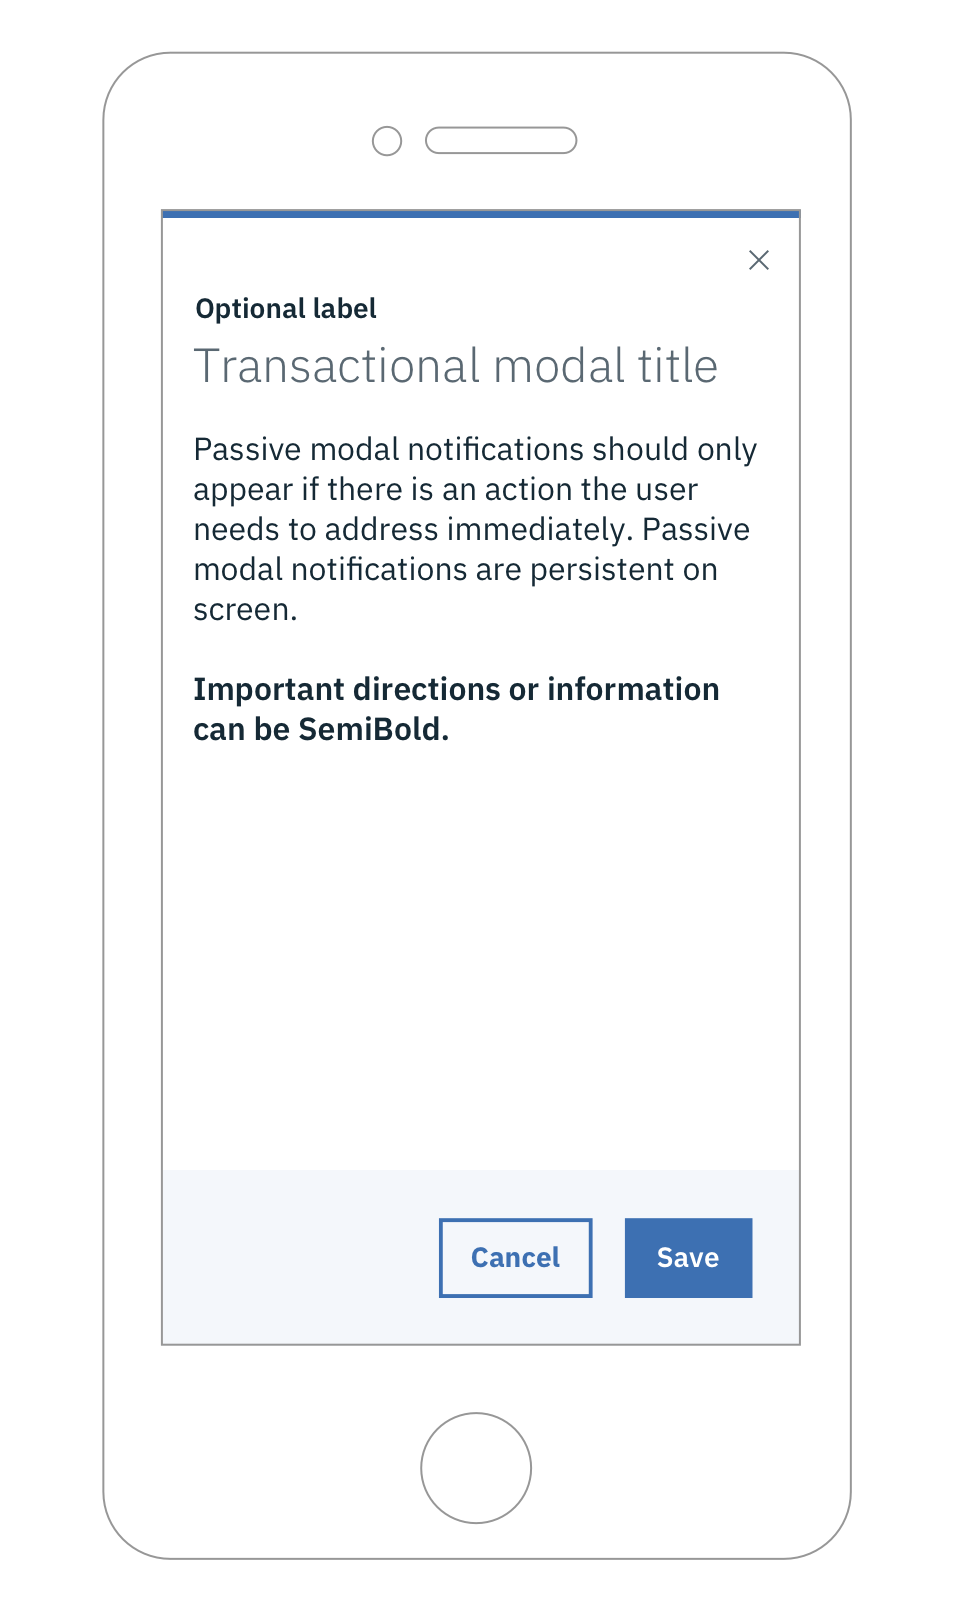 Optional label
Transactional modal title
Passive modal notifications should only
appear if there is an action the user
needs to address immediately. Passive
modal notifications are persistent on
screen.
Important directions or information
can be SemiBold.
Cancel Save